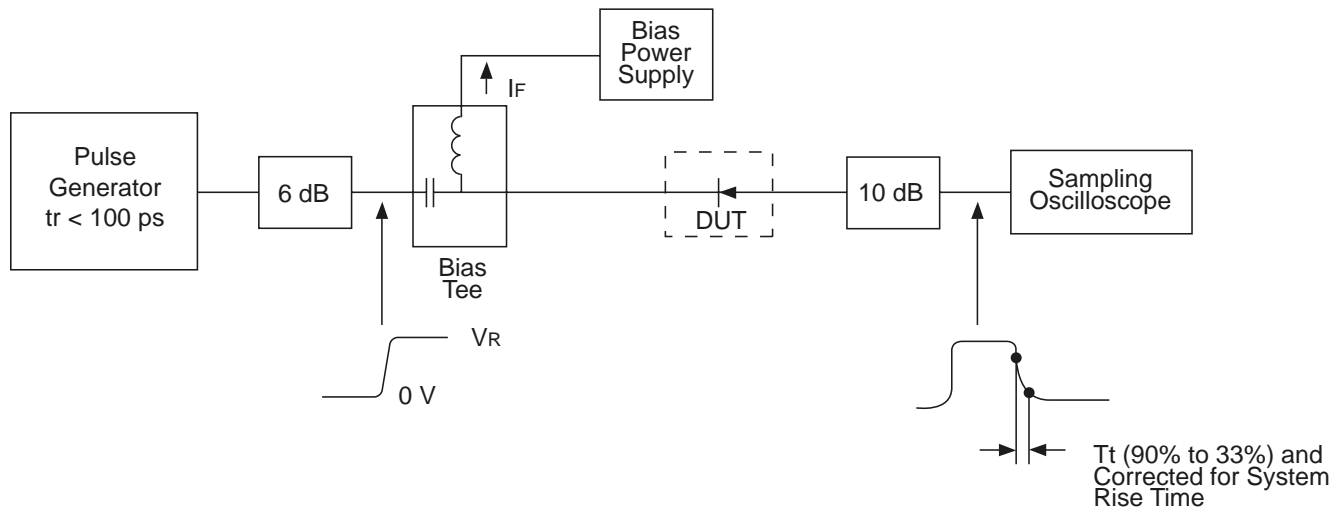 Bias
Power
Supply
IF
Pulse
Generator
tr < 100 ps
6 dB
DUT
10 dB
Sampling
Oscilloscope
Bias
Tee
VR
0 V
Tt (90% to 33%) and
Corrected for System
Rise Time